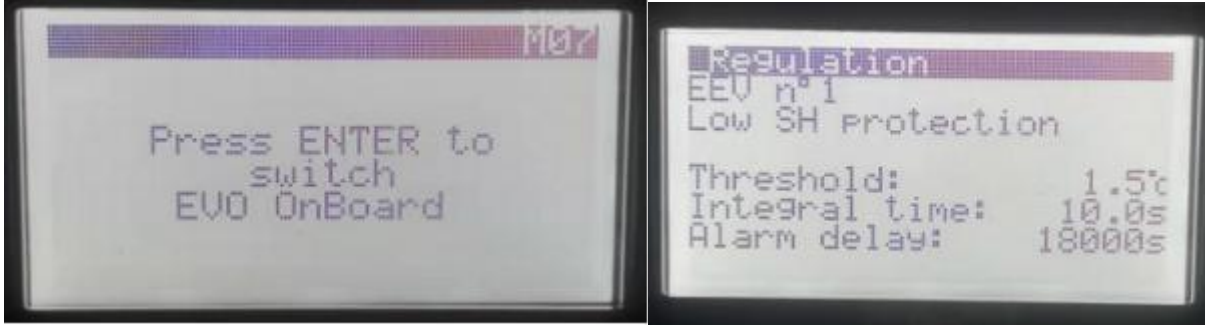 M07
Press ENTER to
switch
EVO OnBoard
Regulation
EEV n°1
Low SH protection
Threshold: 1.5°c
Integral time: 10.0s
Alarm delay: 18000s